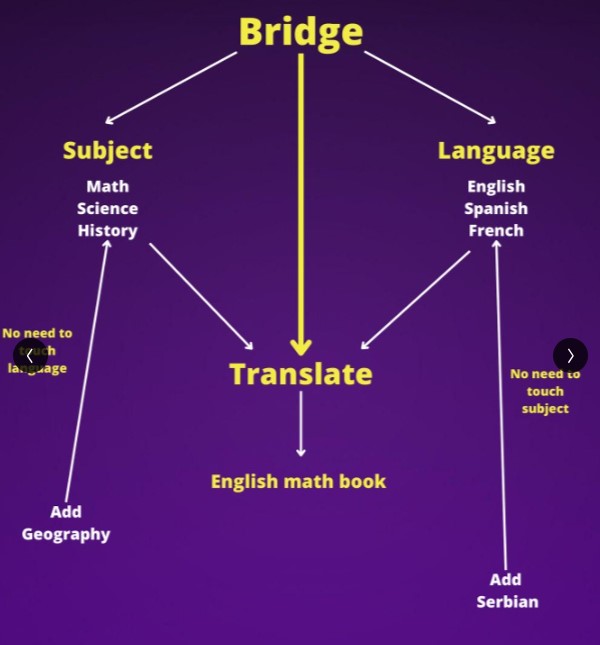 Bridge
Subject
Language
Math
Science
History
English
Spanish
French
No need to
touch
language
Translate
No need to
touch
subject
English math book
Add
Geography
Add
Serbian